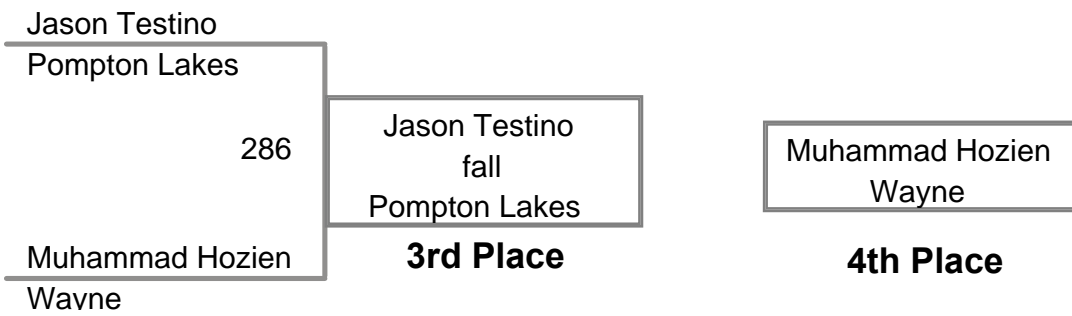 Jason Testino
Pompton Lakes
286
Jason Testino
fall
Pompton Lakes
3rd Place
Muhammad Hozien
Wayne
Muhammad Hozien
Wayne
4th Place